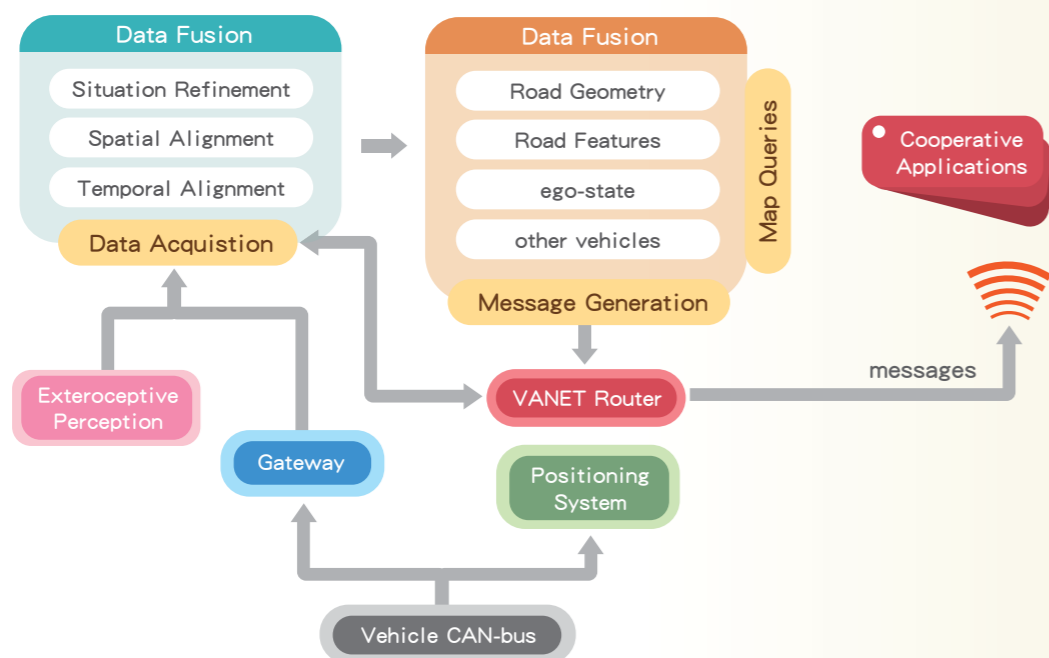 Data Fusion
Situation Refinement
Spatial Alignment
Temporal Alignment
Data Acquistion
Data Fusion
Road Geometry
Road Features
ego-state
other vehicles
Message Generation
Map Queries
Cooperative
Applications
messages
VANET Router
Exteroceptive
Perception
Gateway
Positioning
System
Vehicle CAN-bus